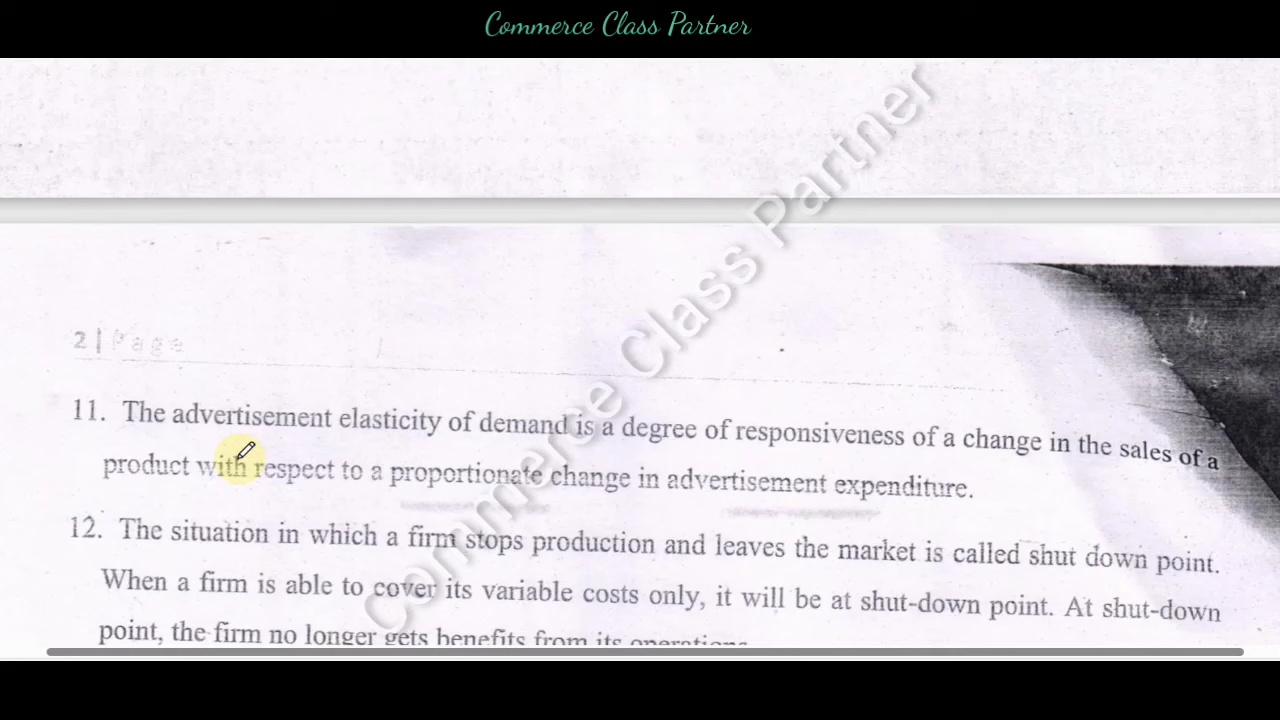 Commerce Class Partner
Commerce Class Partner
2 | Page
11. The advertisement elasticity of demand is a degree of responsiveness of a change in the sales of a
product with respect to a proportionate change in advertisement expenditure.
12. The situation in which a firm stops production and leaves the market is called shut down point.
When a firm is able to cover its variable costs only, it will be at shut-down point. At shut-down
point, the firm no longer gets benefits from its operations